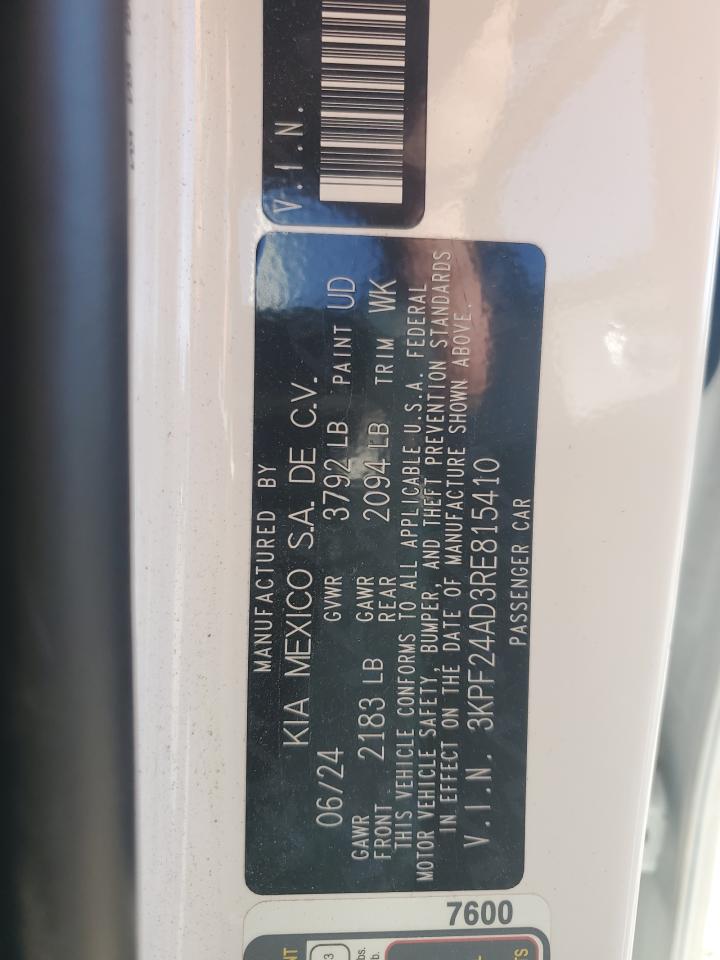 V.I.N.
MANUFACTURED BY
KIA MEXICO S.A. DE C.V.
06/24 GVWR 3792 LB PAINT UD
GAWR FRONT 2183 LB GAWR REAR 2094 LB TRIM WK
THIS VEHICLE CONFORMS TO ALL APPLICABLE U.S.A. FEDERAL
MOTOR VEHICLE SAFETY, BUMPER, AND THEFT PREVENTION STANDARDS
IN EFFECT ON THE DATE OF MANUFACTURE SHOWN ABOVE.
V.I.N. 3KPF24AD3RE815410
PASSENGER CAR
7600